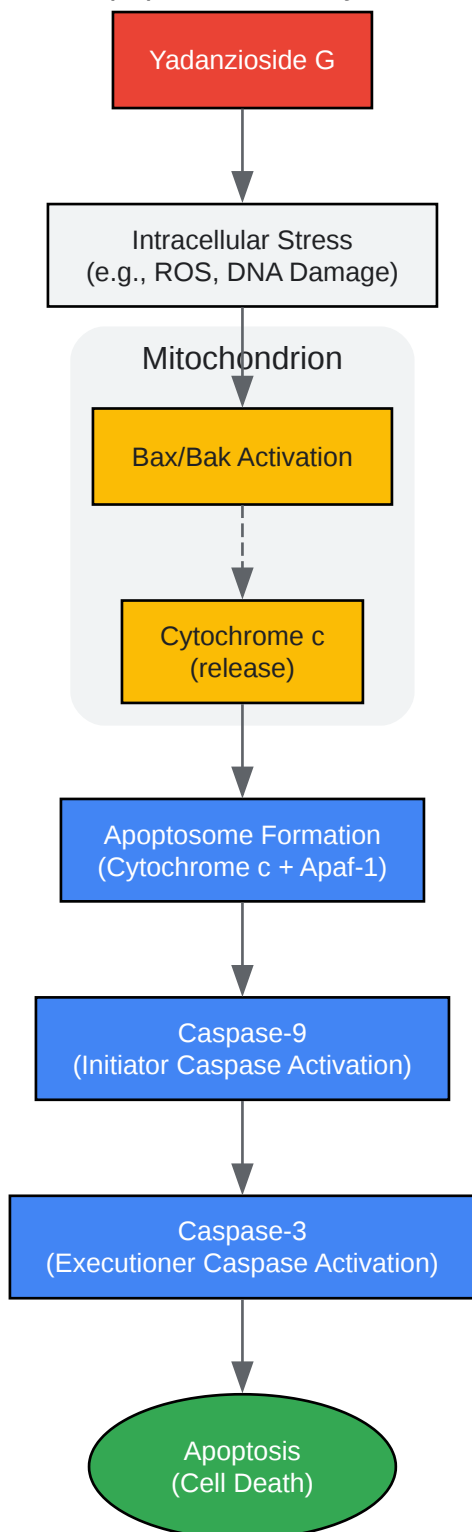 Yadanzioside G
Intracellular Stress
(e.g., ROS, DNA Damage)
Mitochondrion
Bax/Bak Activation
Cytochrome c
(release)
Apoptosome Formation
(Cytochrome c + Apaf-1)
Caspase-9
(Initiator Caspase Activation)
Caspase-3
(Executioner Caspase Activation)
Apoptosis
(Cell Death)